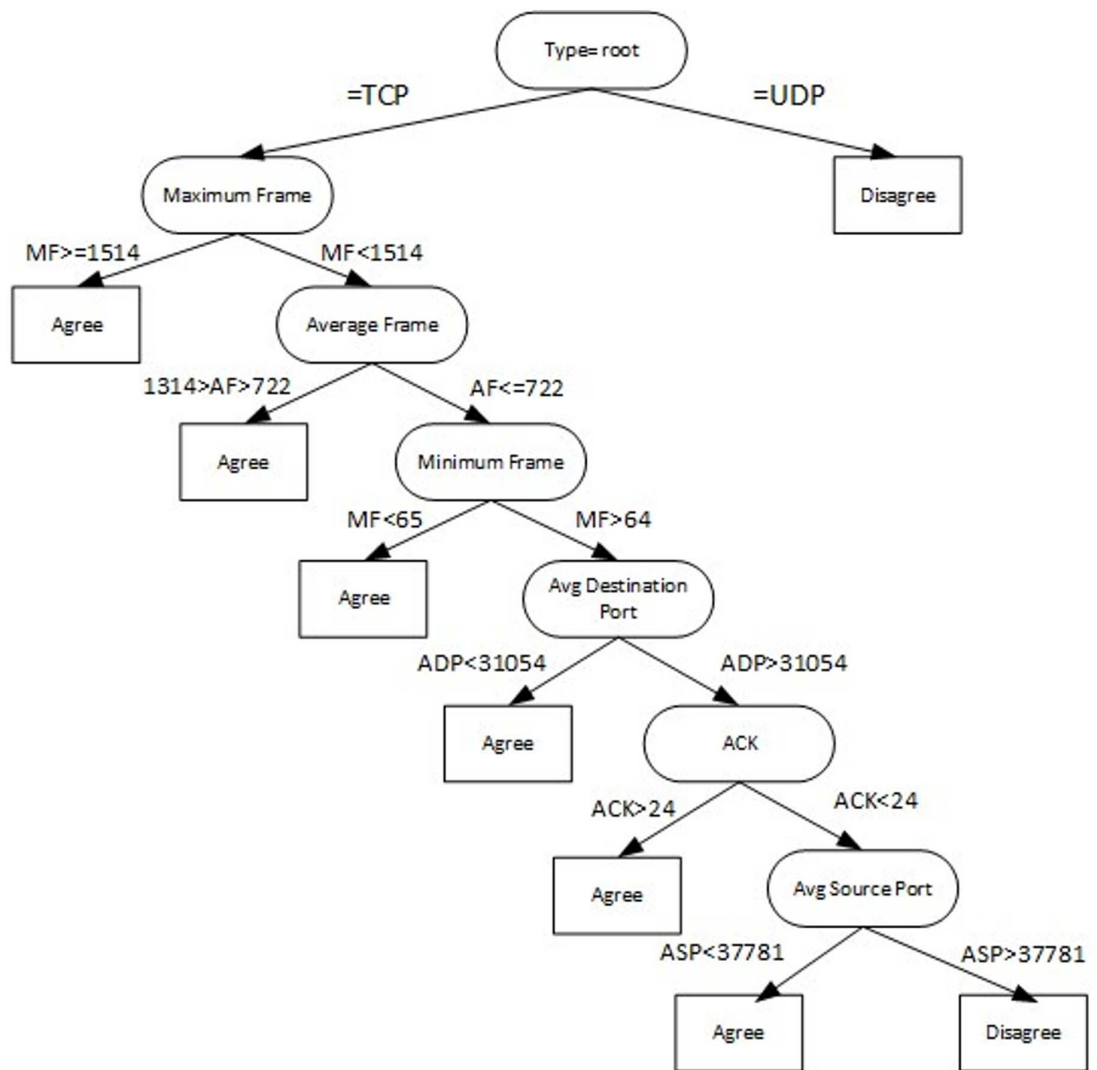 Type= root
=TCP
=UDP
Maximum Frame
Disagree
MF>=1514
MF<1514
Agree
Average Frame
1314>AF>722
AF<=722
Agree
Minimum Frame
MF<65
MF>64
Agree
Avg Destination
Port
ADP<31054
ADP>31054
Agree
ACK
ACK>24
ACK<24
Agree
Avg Source Port
ASP<37781
ASP>37781
Agree
Disagree